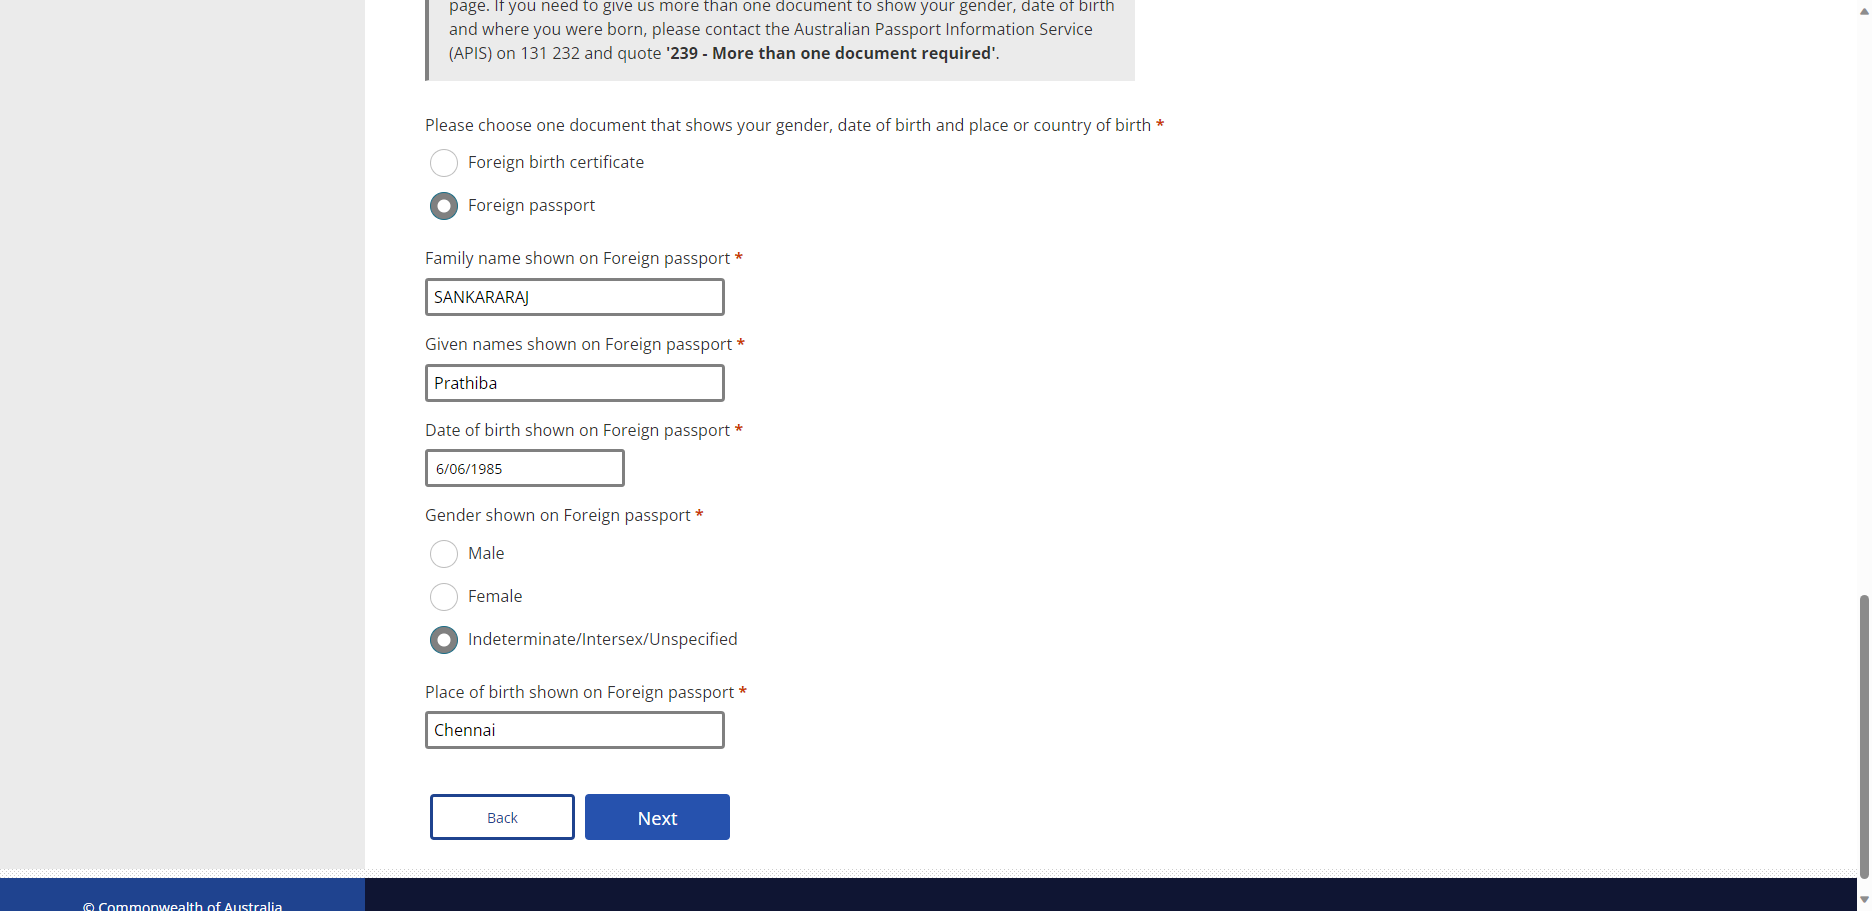 page. If you need to give us more than one document to show your gender, date of birth
and where you were born, please contact the Australian Passport Information Service
(APIS) on 131 232 and quote '239 - More than one document required'.
Please choose one document that shows your gender, date of birth and place or country of birth *
Foreign birth certificate
Foreign passport
Family name shown on Foreign passport *
SANKARARAJ
Given names shown on Foreign passport *
Prathiba
Date of birth shown on Foreign passport *
6/06/1985
Gender shown on Foreign passport *
Male
Female
Indeterminate/Intersex/Unspecified
Place of birth shown on Foreign passport *
Chennai
Back
Next
© Commonwealth of Australia